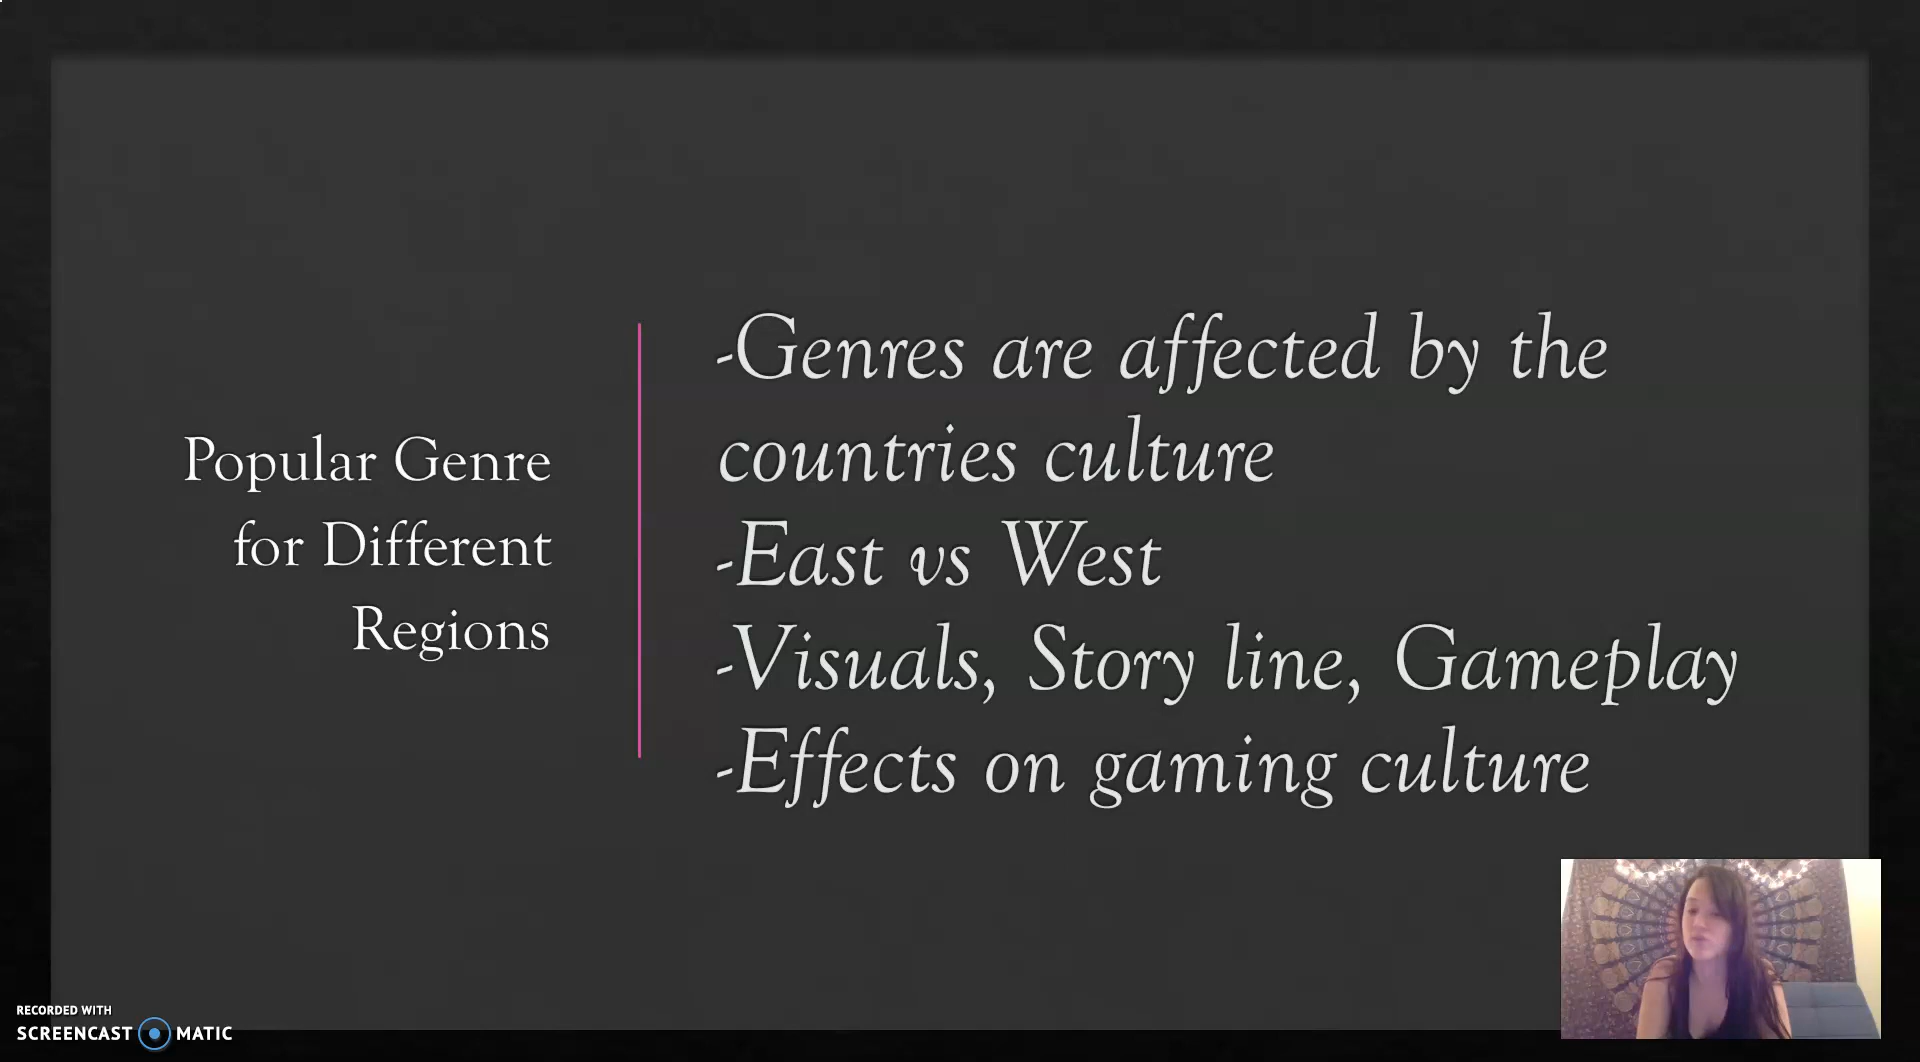 Popular Genre
for Different
Regions
-Genres are affected by the
countries culture
-East vs West
-Visuals, Story line, Gameplay
-Effects on gaming culture
RECORDED WITH
SCREENCAST MATIC